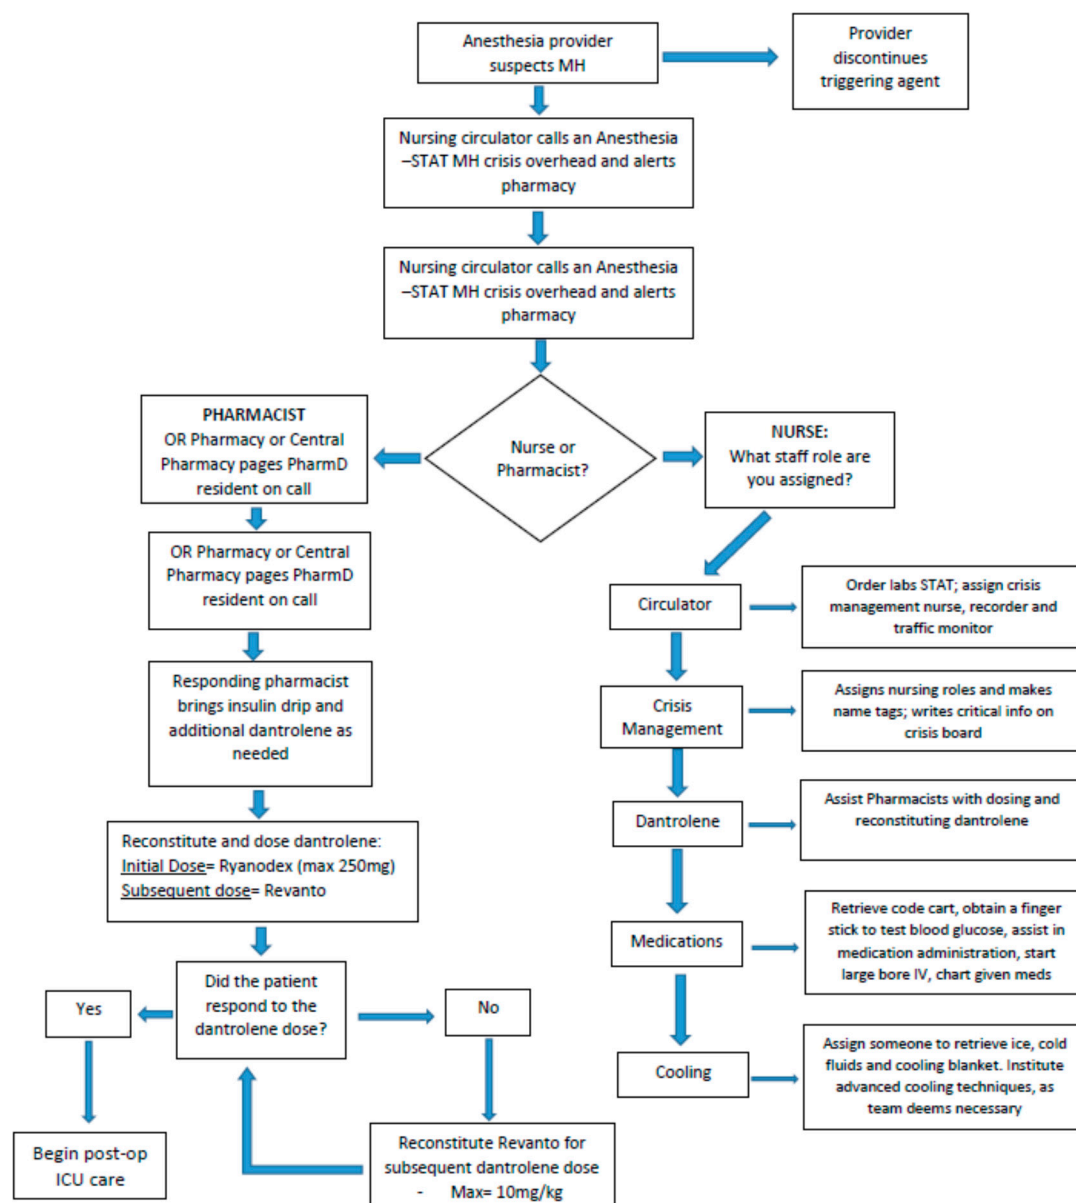 Anesthesia provider
suspects MH
Provider
discontinues
triggering agent
Nursing circulator calls an Anesthesia
–STAT MH crisis overhead and alerts
pharmacy
Nursing circulator calls an Anesthesia
–STAT MH crisis overhead and alerts
pharmacy
Nurse or
Pharmacist?
PHARMACIST
OR Pharmacy or Central
Pharmacy pages PharmD
resident on call
OR Pharmacy or Central
Pharmacy pages PharmD
resident on call
Responding pharmacist
brings insulin drip and
additional dantrolene as
needed
Reconstitute and dose dantrolene:
Initial Dose= Ryanodex (max 250mg)
Subsequent dose= Revanto
Did the patient
respond to the
dantrolene dose?
Yes
No
Begin post-op
ICU care
Reconstitute Revanto for
subsequent dantrolene dose
- Max= 10mg/kg
NURSE:
What staff role are
you assigned?
Circulator
Order labs STAT; assign crisis
management nurse, recorder and
traffic monitor
Crisis
Management
Assigns nursing roles and makes
name tags; writes critical info on
crisis board
Dantrolene
Assist Pharmacists with dosing and
reconstituting dantrolene
Medications
Retrieve code cart, obtain a finger
stick to test blood glucose, assist in
medication administration, start
large bore IV, chart given meds
Cooling
Assign someone to retrieve ice, cold
fluids and cooling blanket. Institute
advanced cooling techniques, as
team deems necessary